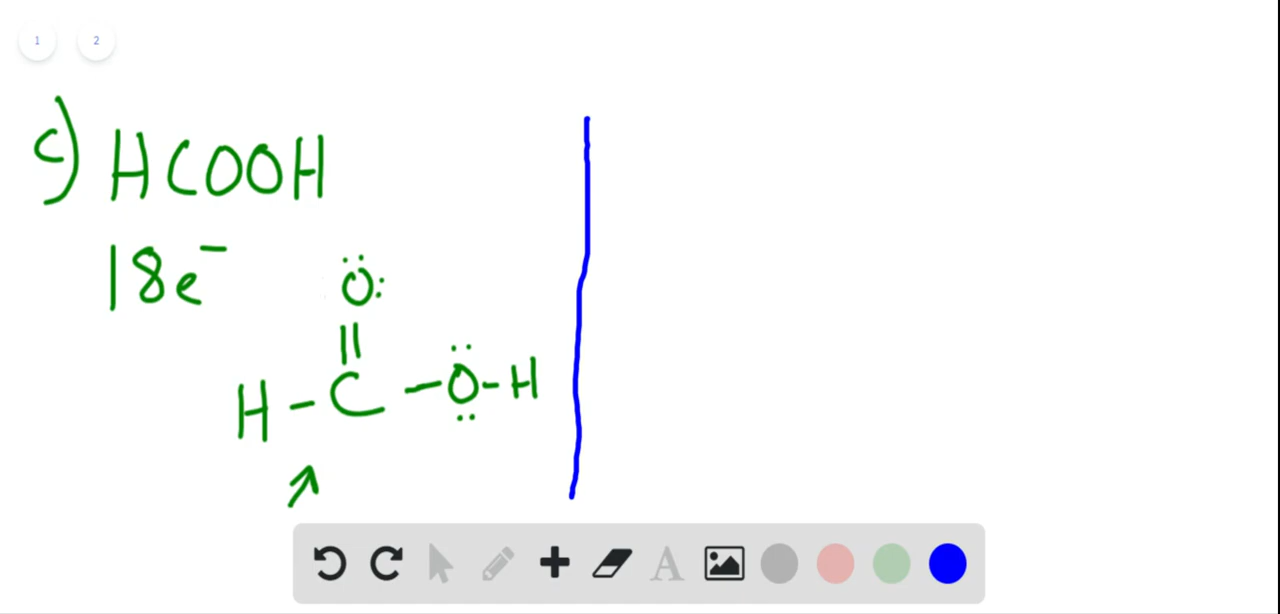 1 2
c) HCOOH
18e⁻
Ö:
||
H-C-Ö-H
A